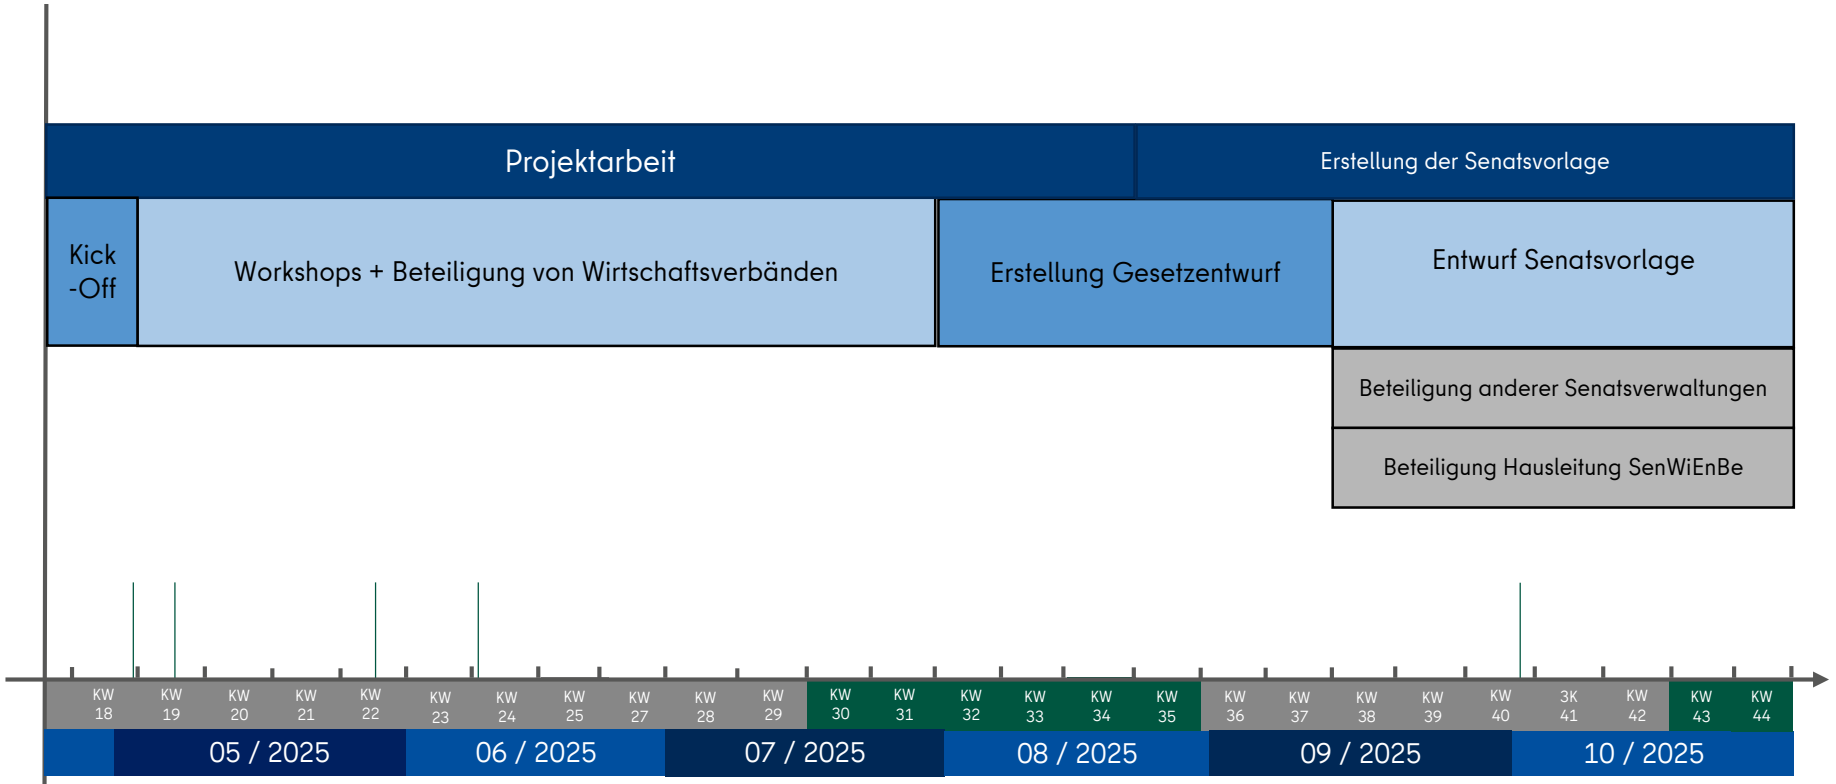 Projektarbeit
Erstellung der Senatsvorlage
Kick
-Off
Workshops + Beteiligung von Wirtschaftsverbänden
Erstellung Gesetzentwurf
Entwurf Senatsvorlage
Beteiligung anderer Senatsverwaltungen
Beteiligung Hausleitung SenWiEnBe
KW
18
KW
19
KW
20
KW
21
KW
22
KW
23
KW
24
KW
25
KW
27
KW
28
KW
29
KW
30
KW
31
KW
32
KW
33
KW
34
KW
35
KW
36
KW
37
KW
38
KW
39
KW
40
3K
41
KW
42
KW
43
KW
44
05 / 2025
06 / 2025
07 / 2025
08 / 2025
09 / 2025
10 / 2025